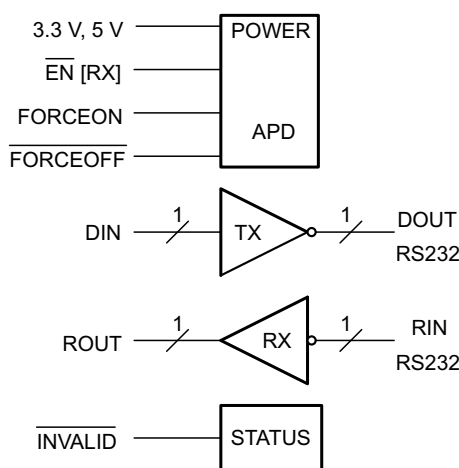 3.3 V, 5 V
POWER
EN [RX]
FORCEON
APD
FORCEOFF
1
1
DIN
TX
DOUT
RS232
1
1
ROUT
RX
RIN
RS232
INVALID
STATUS